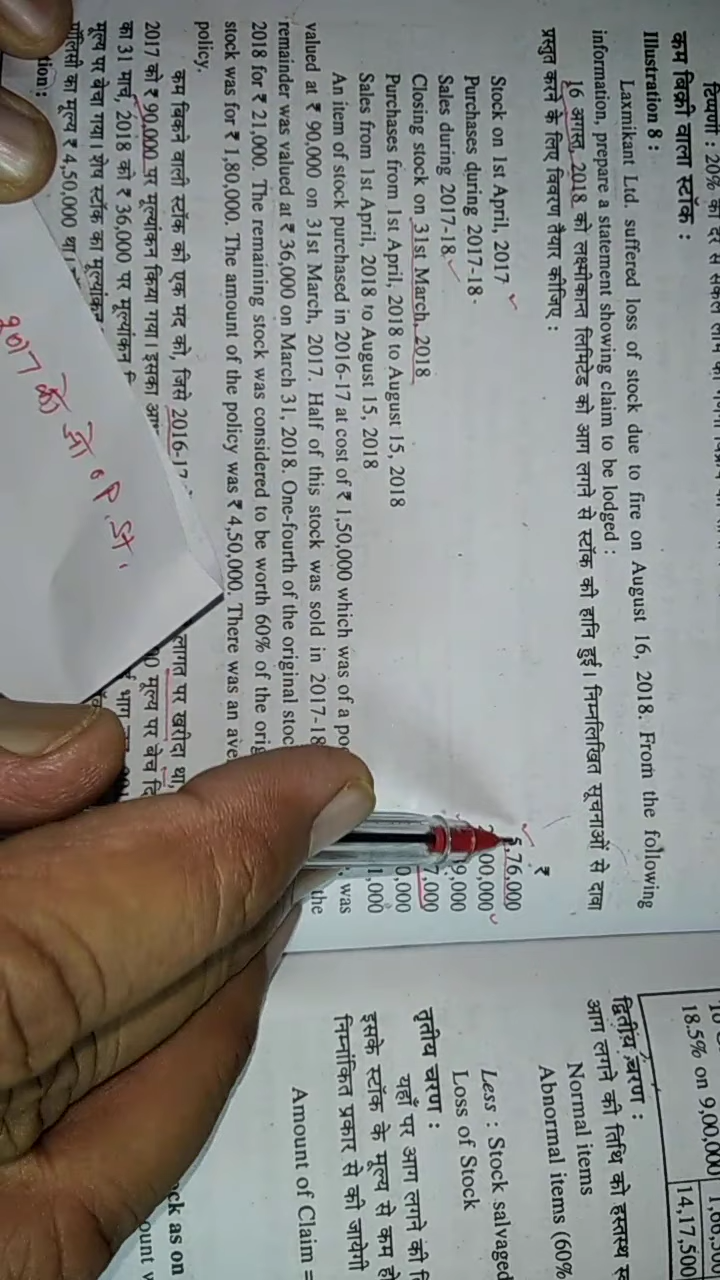 टिप्पणी : 20% की दर से सकल लाभ की
कम बिक्री वाला स्टॉक :
Illustration 8 :
Laxmikant Ltd. suffered loss of stock due to fire on August 16, 2018. From the following
information, prepare a statement showing claim to be lodged :
16 अगस्त, 2018 को लक्ष्मीकान्त लिमिटेड को आग लगने से स्टॉक की हानि हुई। निम्नलिखित सूचनाओं से दावा
प्रस्तुत करने के लिए विवरण तैयार कीजिए :
₹
Stock on 1st April, 2017 5,76,000
Purchases during 2017-18 00,000
Sales during 2017-18 9,000
Closing stock on 31st March, 2018 7,000
Purchases from 1st April, 2018 to August 15, 2018 0,000
Sales from 1st April, 2018 to August 15, 2018 1,000
An item of stock purchased in 2016-17 at cost of ₹ 1,50,000 which was of a was
valued at ₹ 90,000 on 31st March, 2017. Half of this stock was sold in 2017-18 the
remainder was valued at ₹ 36,000 on March 31, 2018. One-fourth of the original
2018 for ₹ 21,000. The remaining stock was considered to be worth 60% of the
stock was for ₹ 1,80,000. The amount of the policy was ₹ 4,50,000. There was an
policy.
कम बिकने वाली स्टॉक की एक मद को, जिसे 2016-17 लागत पर खरीदा था,
2017 को ₹ 90,000 पर मूल्यांकन किया गया। इसका मूल्य पर बेच
का 31 मार्च, 2018 को ₹ 36,000 पर मूल्यांकन भाग
मूल्य पर बेचा गया। शेष स्टॉक का मूल्यांकन
पॉलिसी का मूल्य ₹ 4,50,000 था।
tion :
2017 को जो OP. St.
18.5% on 9,00,000
14,17,500
द्वितीय चरण :
आग लगने की तिथि को हस्तस्थ
Normal items
Abnormal items (60%
Less : Stock salvaged
Loss of Stock
तृतीय चरण :
यहाँ पर आग लगने की
इसके स्टॉक के मूल्य से कम
निम्नांकित प्रकार से की जायेगी
Amount of Claim =
ck as on
ount